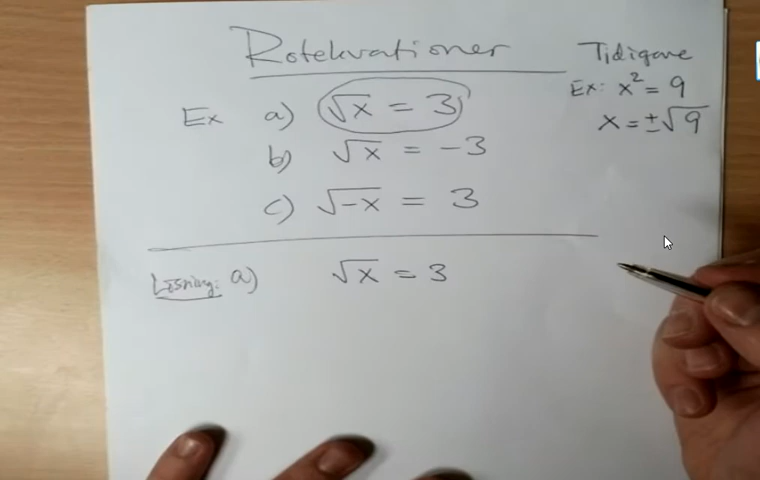 Rotekvationer
Tidigare
Ex: x² = 9
x = ±√9
Ex a) √x = 3
b) √x = -3
c) √-x = 3
Lösning: a) √x = 3